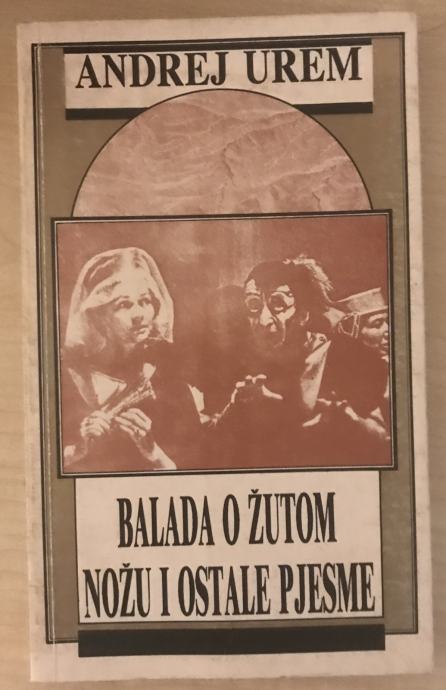 ANDREJ UREM
BALADA O ŽUTOM
NOŽU I OSTALE PJESME